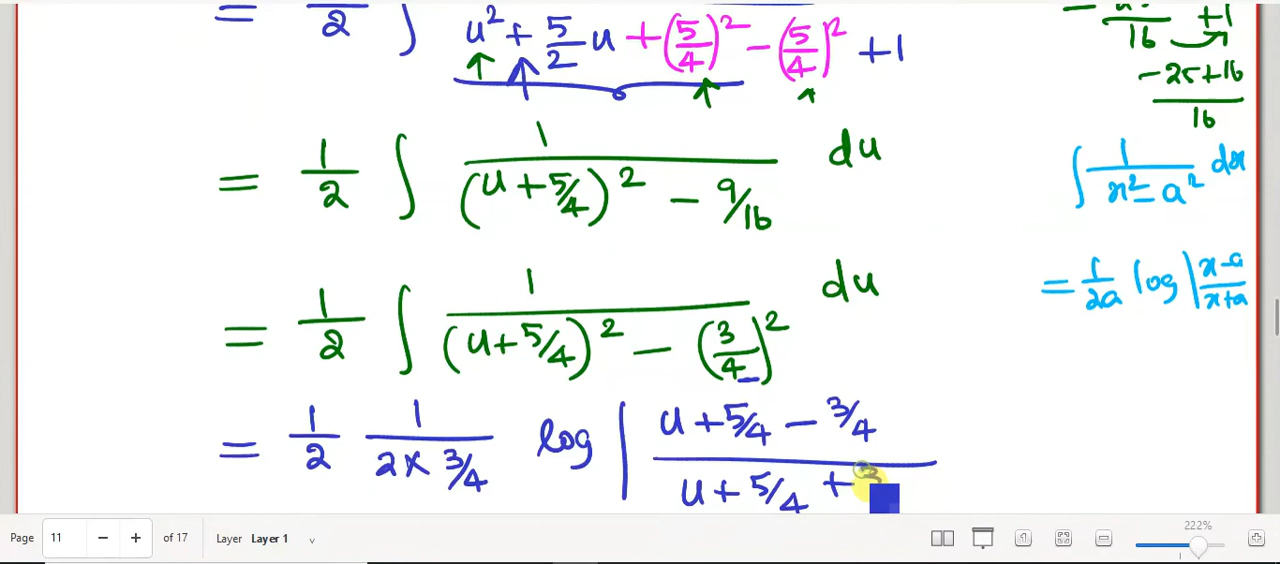 = 1/2 ∫ 1/(u² + 5/2 u + (5/4)² - (5/4)² + 1)
16 + 1
-25+16
16
= 1/2 ∫ 1/((u + 5/4)² - 9/16) du
∫ 1/(x² - a²) dx
= 1/2 ∫ 1/((u + 5/4)² - (3/4)²) du
= 1/2a log |x-a/x+a
= 1/2 1/(2 × 3/4) log | u + 5/4 - 3/4 / u + 5/4 + 3
Page 11 - + of 17 Layer Layer 1 222%